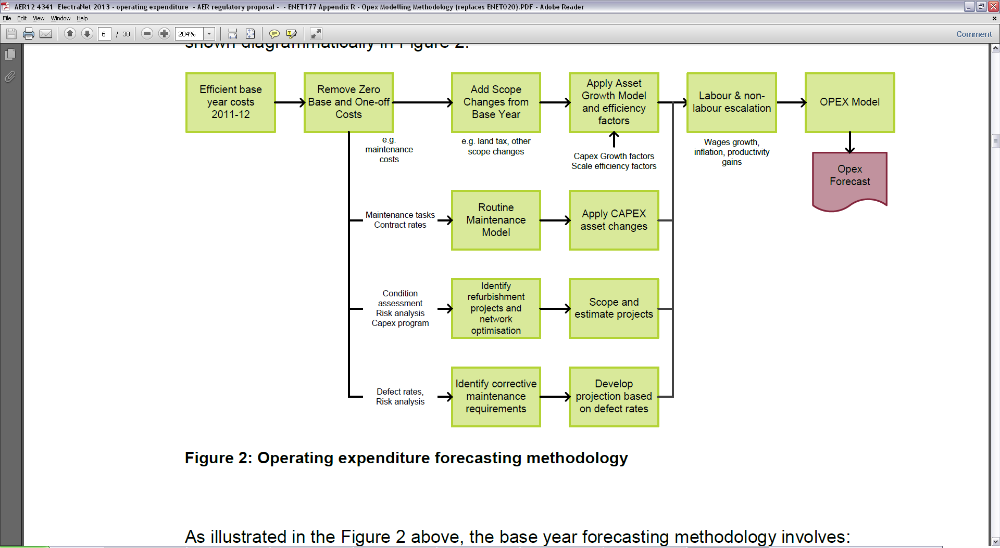 AER12 4341 ElectraNet 2013 - operating expenditure - AER regulatory proposal - - ENET177 Appendix R - Opex Modelling Methodology (replaces ENET020).PDF - Adobe Reader
File Edit View Window Help
6 / 30 204% Comment
shown diagrammatically in Figure 2.
Efficient base
year costs
2011-12
Remove Zero
Base and One-off
Costs
Add Scope
Changes from
Base Year
Apply Asset
Growth Model
and efficiency
factors
Labour & non-
labour escalation
OPEX Model
e.g.
maintenance
costs
e.g. land tax, other
scope changes
Capex Growth factors
Scale efficiency factors
Wages growth,
inflation, productivity
gains
Opex
Forecast
Maintenance tasks
Contract rates
Routine
Maintenance
Model
Apply CAPEX
asset changes
Condition
assessment
Risk analysis
Capex program
Identify
refurbishment
projects and
network
optimisation
Scope and
estimate projects
Defect rates,
Risk analysis
Identify corrective
maintenance
requirements
Develop
projection based
on defect rates
Figure 2: Operating expenditure forecasting methodology
As illustrated in the Figure 2 above, the base year forecasting methodology involves: